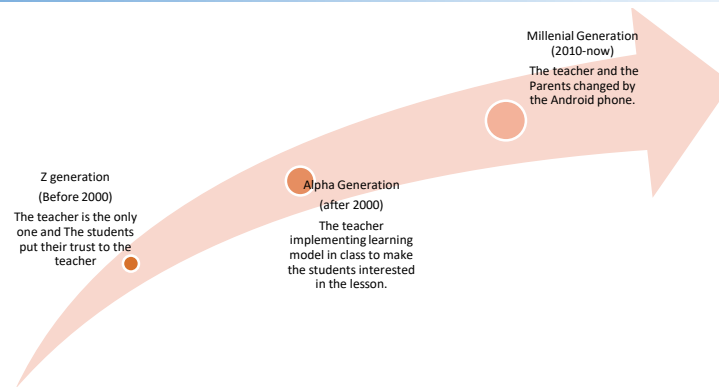 Z generation
(Before 2000)
The teacher is the only
one and The students
put their trust to the
teacher
Alpha Generation
(after 2000)
The teacher
implementing learning
model in class to make
the students interested
in the lesson.
Millenial Generation
(2010-now)
The teacher and the
Parents changed by
the Android phone.